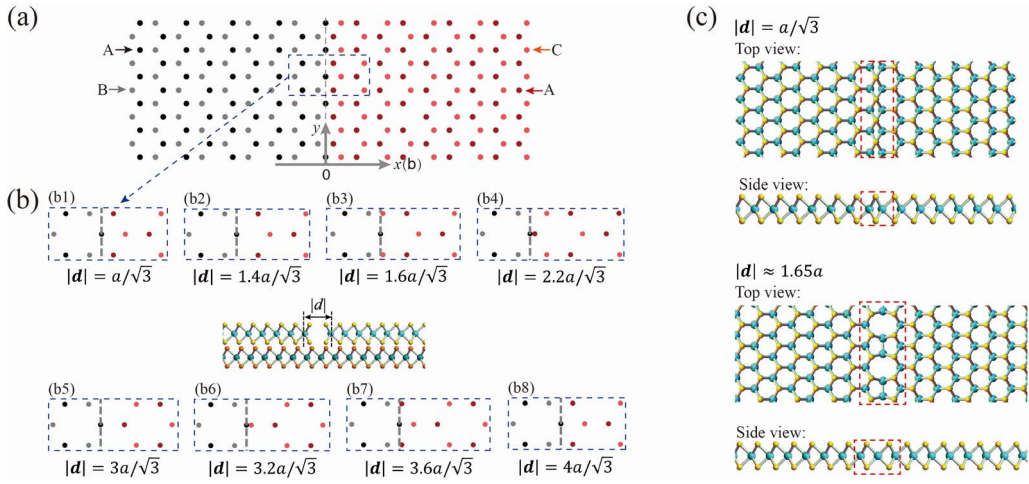 (a)
A
B
C
A
y
x(b)
0
(b)
(b1)
(b2)
(b3)
(b4)
|d| = a/√3
|d| = 1.4a/√3
|d| = 1.6a/√3
|d| = 2.2a/√3
|d|
(b5)
(b6)
(b7)
(b8)
|d| = 3a/√3
|d| = 3.2a/√3
|d| = 3.6a/√3
|d| = 4a/√3
(c)
|d| = a/√3
Top view:
Side view:
|d| ≈ 1.65a
Top view:
Side view: